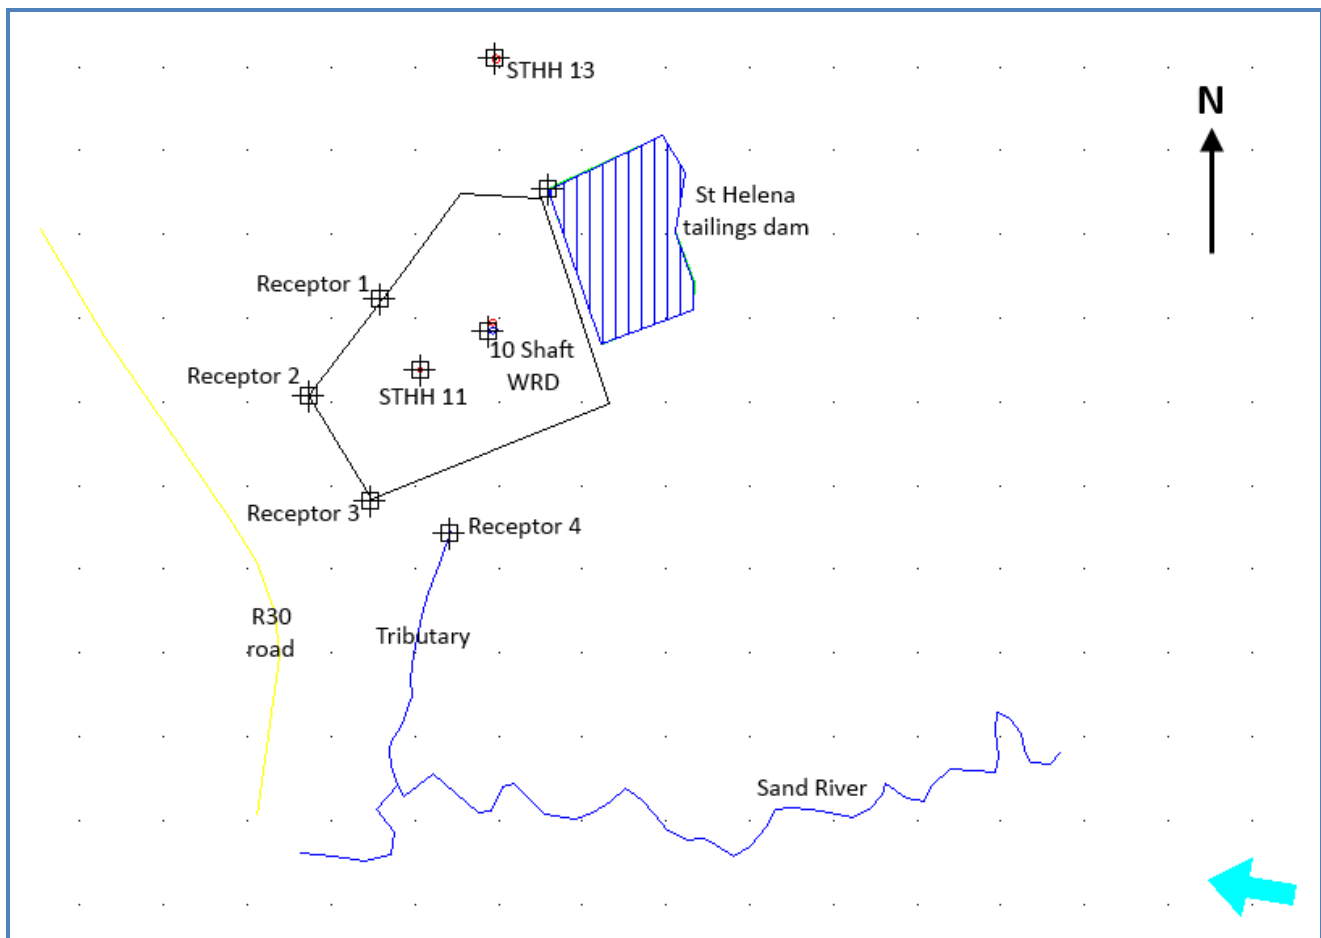 STHH 13
N
St Helena
tailings dam
Receptor 1
10 Shaft
WRD
Receptor 2
STHH 11
Receptor 3
Receptor 4
R30
road
Tributary
Sand River